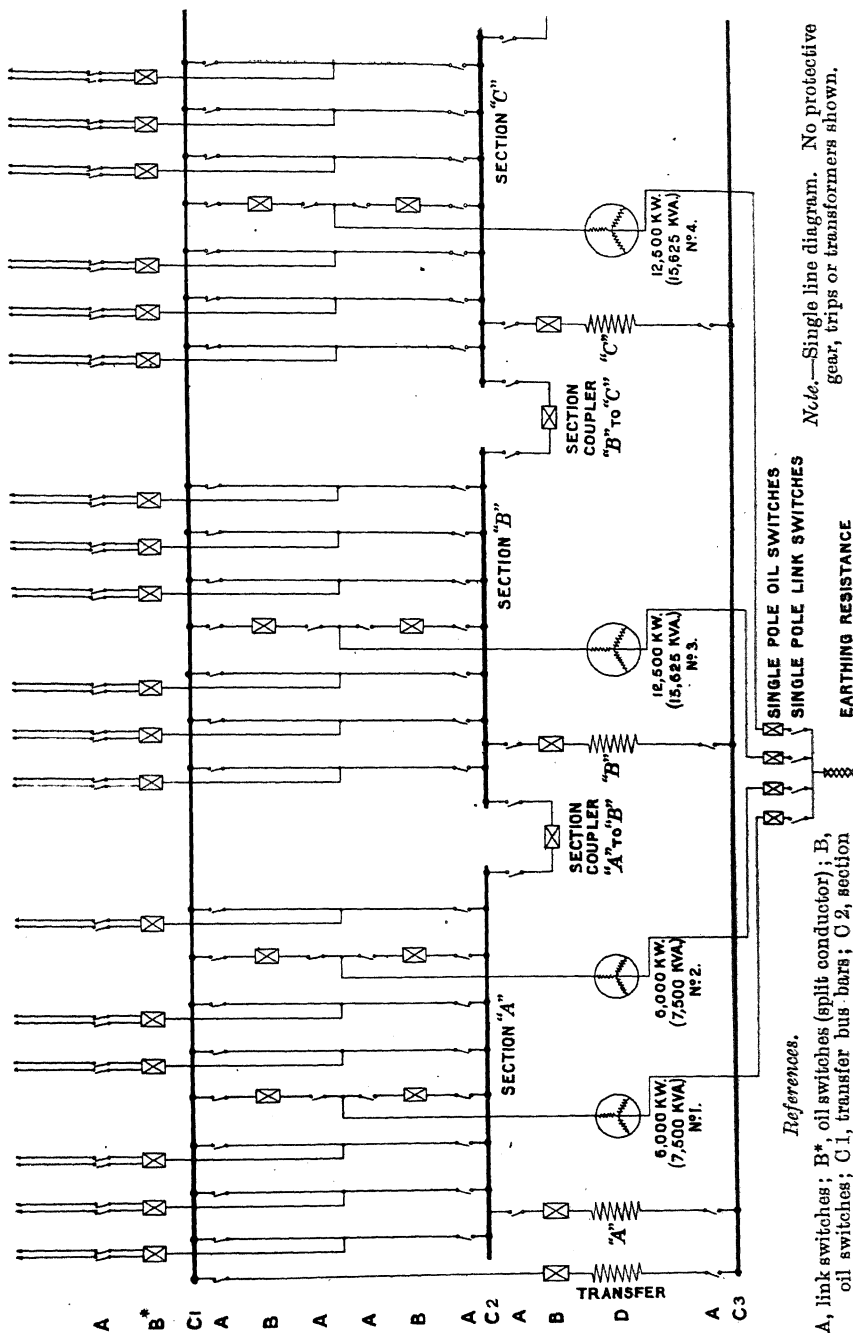 SECTION "C"
12,500 KW.
(15,625 KVA.)
Nº 4.
"C"
SECTION
COUPLER
"B" TO "C"
SECTION "B"
12,500 KW.
(15,625 KVA.)
Nº 3.
"B"
SECTION
COUPLER
"A" TO "B"
SECTION "A"
6,000 KW.
(7,500 KVA.)
Nº 2.
6,000 KW.
(7,500 KVA.)
Nº 1.
"A"
TRANSFER
A
B*
C1
A
B
A
A
B
A
C2
A
B
D
A
C3
SINGLE POLE OIL SWITCHES
SINGLE POLE LINK SWITCHES
EARTHING RESISTANCE
Note.—Single line diagram. No protective
gear, trips or transformers shown.
References.
A, link switches; B*, oil switches (split conductor); B,
oil switches; C 1, transfer bus bars; C 2, section